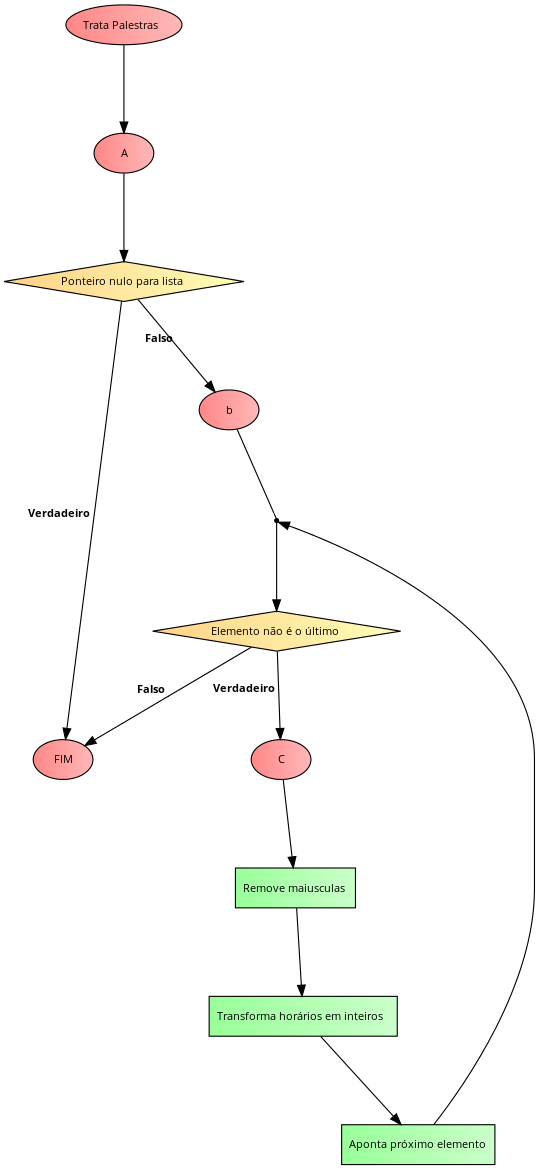 Trata Palestras
A
Ponteiro nulo para lista
Falso
b
Verdadeiro
Elemento não é o último
Falso
Verdadeiro
FIM
C
Remove maiusculas
Transforma horários em inteiros
Aponta próximo elemento